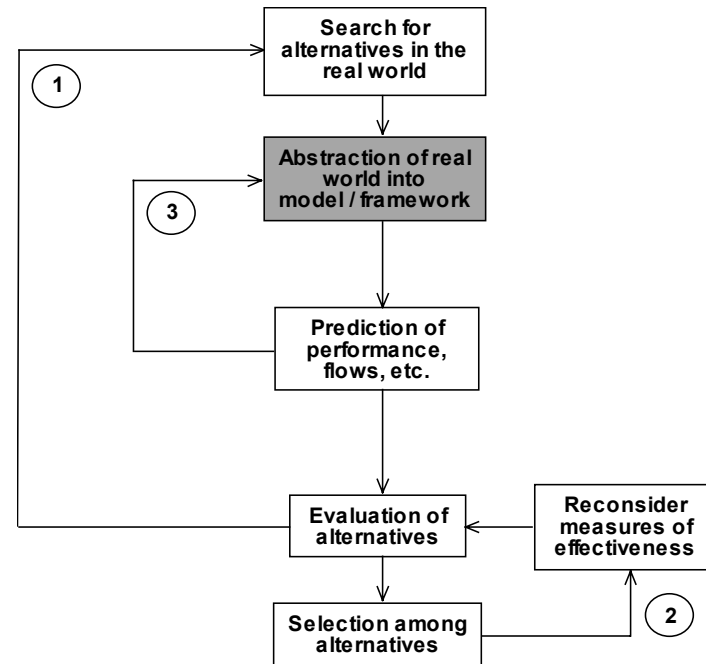 Search for
alternatives in the
real world
1
Abstraction of real
world into
model / framework
3
Prediction of
performance,
flows, etc.
Evaluation of
alternatives
Reconsider
measures of
effectiveness
Selection among
alternatives
2